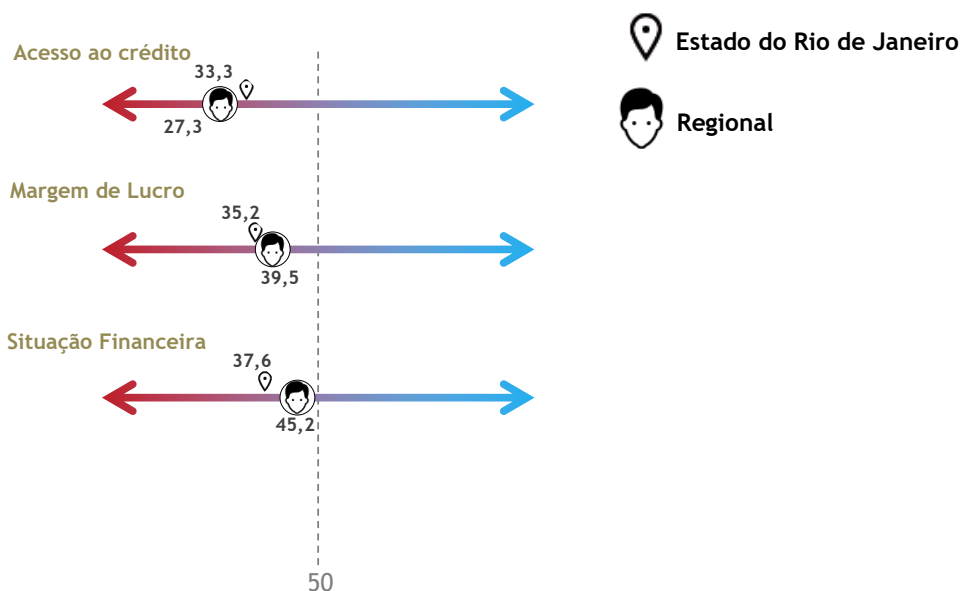 Acesso ao crédito
33,3
27,3
Margem de Lucro
35,2
39,5
Situação Financeira
37,6
45,2
50
Estado do Rio de Janeiro
Regional